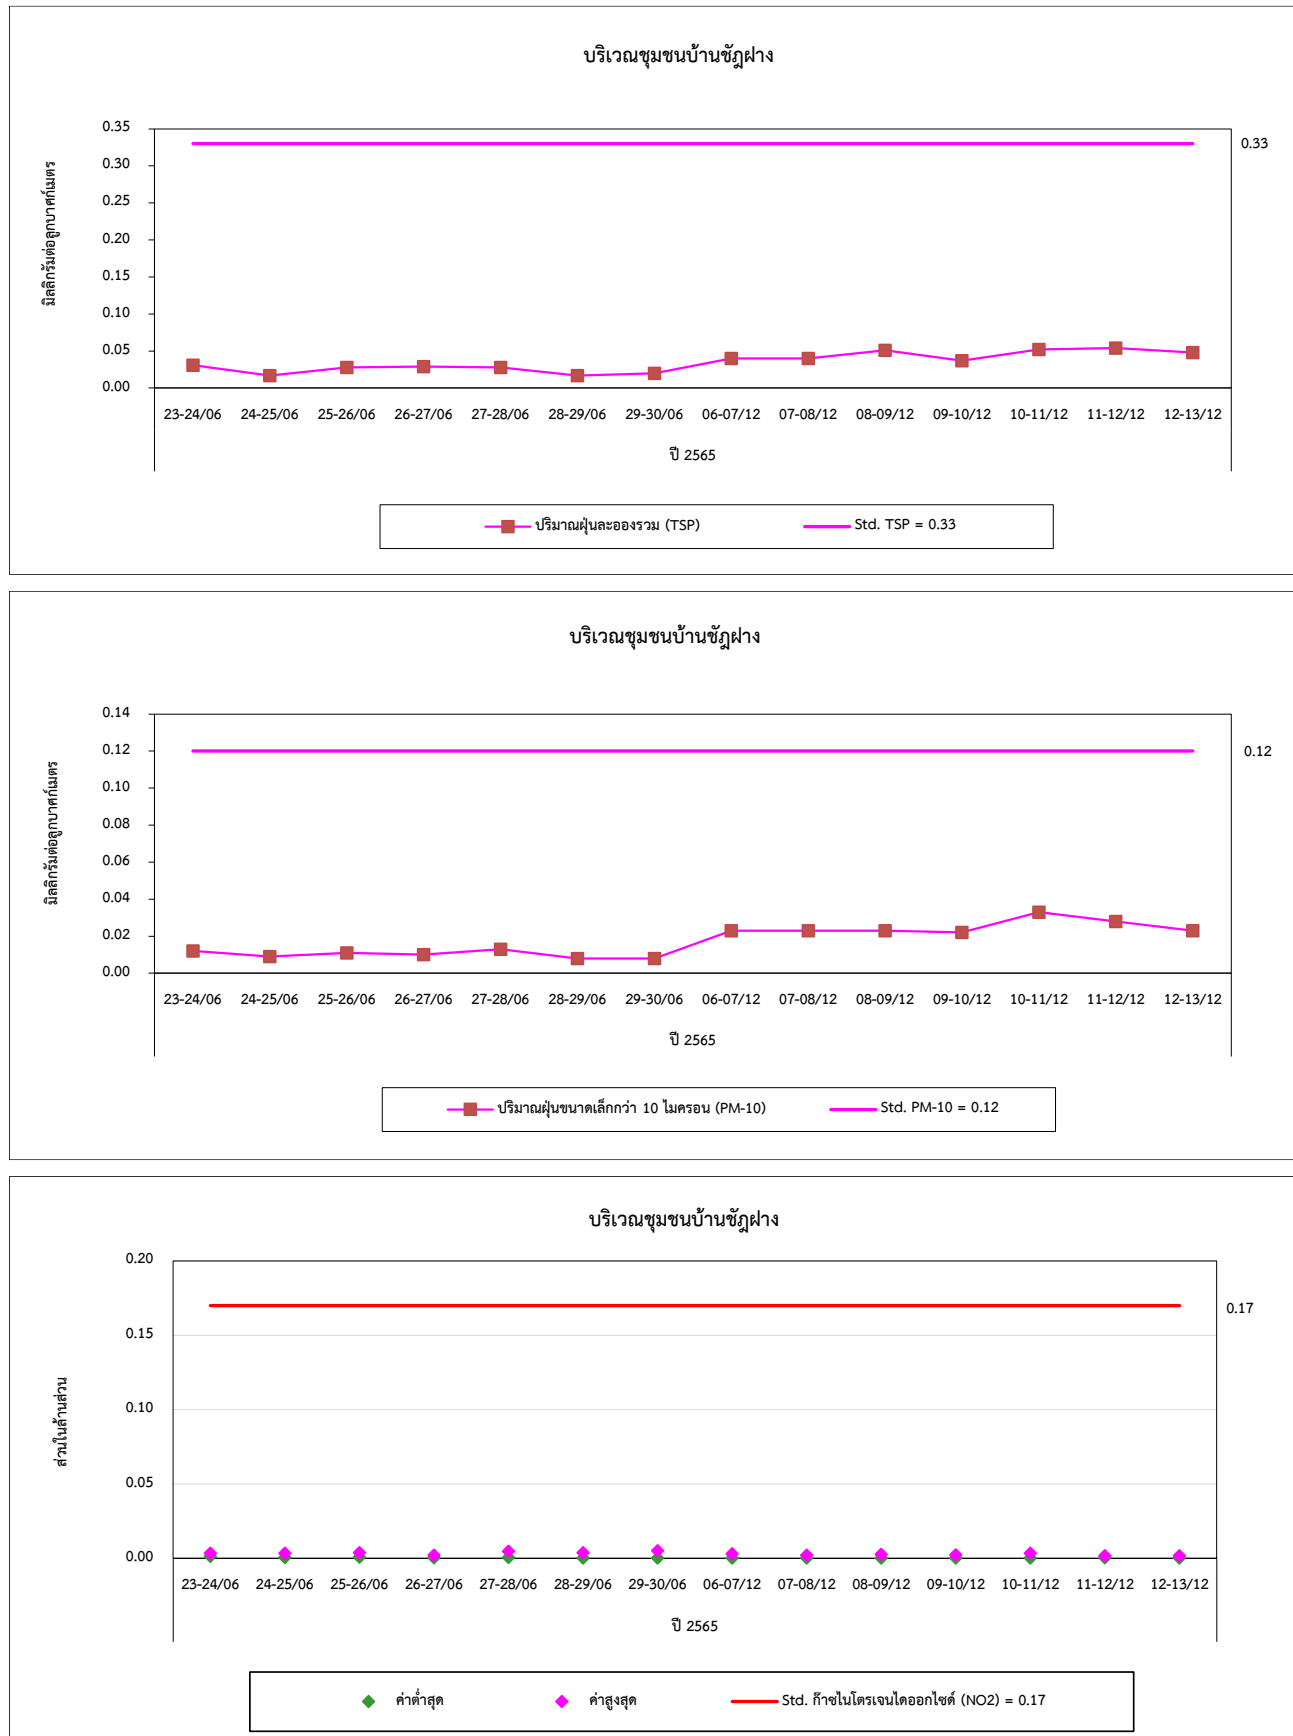 บริเวณชุมชนบ้านชัฎฝาง
มิลลิกรัมต่อลูกบาศก์เมตร
0.35
0.30
0.25
0.20
0.15
0.10
0.05
0.00
0.33
23-24/06 24-25/06 25-26/06 26-27/06 27-28/06 28-29/06 29-30/06 06-07/12 07-08/12 08-09/12 09-10/12 10-11/12 11-12/12 12-13/12
ปี 2565
ปริมาณฝุ่นละอองรวม (TSP) Std. TSP = 0.33
บริเวณชุมชนบ้านชัฎฝาง
มิลลิกรัมต่อลูกบาศก์เมตร
0.14
0.12
0.10
0.08
0.06
0.04
0.02
0.00
0.12
23-24/06 24-25/06 25-26/06 26-27/06 27-28/06 28-29/06 29-30/06 06-07/12 07-08/12 08-09/12 09-10/12 10-11/12 11-12/12 12-13/12
ปี 2565
ปริมาณฝุ่นขนาดเล็กกว่า 10 ไมครอน (PM-10) Std. PM-10 = 0.12
บริเวณชุมชนบ้านชัฎฝาง
ส่วนในล้านส่วน
0.20
0.15
0.10
0.05
0.00
0.17
23-24/06 24-25/06 25-26/06 26-27/06 27-28/06 28-29/06 29-30/06 06-07/12 07-08/12 08-09/12 09-10/12 10-11/12 11-12/12 12-13/12
ปี 2565
ค่าต่ำสุด ค่าสูงสุด Std. ก๊าซไนโตรเจนไดออกไซด์ (NO2) = 0.17